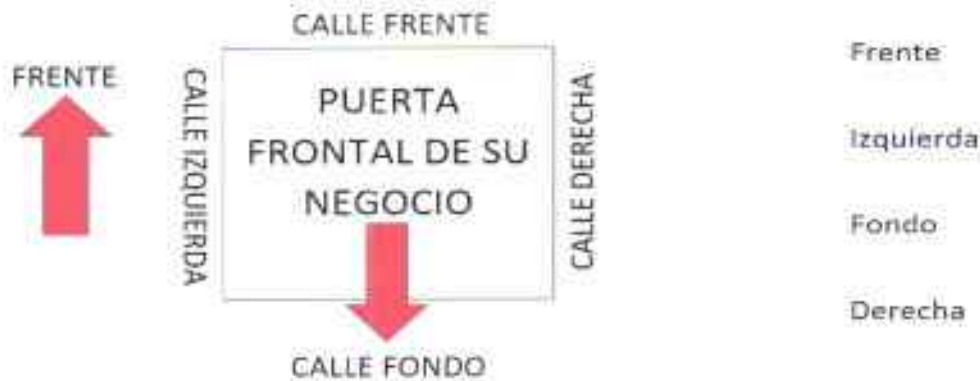 CALLE FRENTE
FRENTE
CALLE IZQUIERDA
PUERTA
FRONTAL DE SU
NEGOCIO
CALLE DERECHA
CALLE FONDO
Frente
Izquierda
Fondo
Derecha